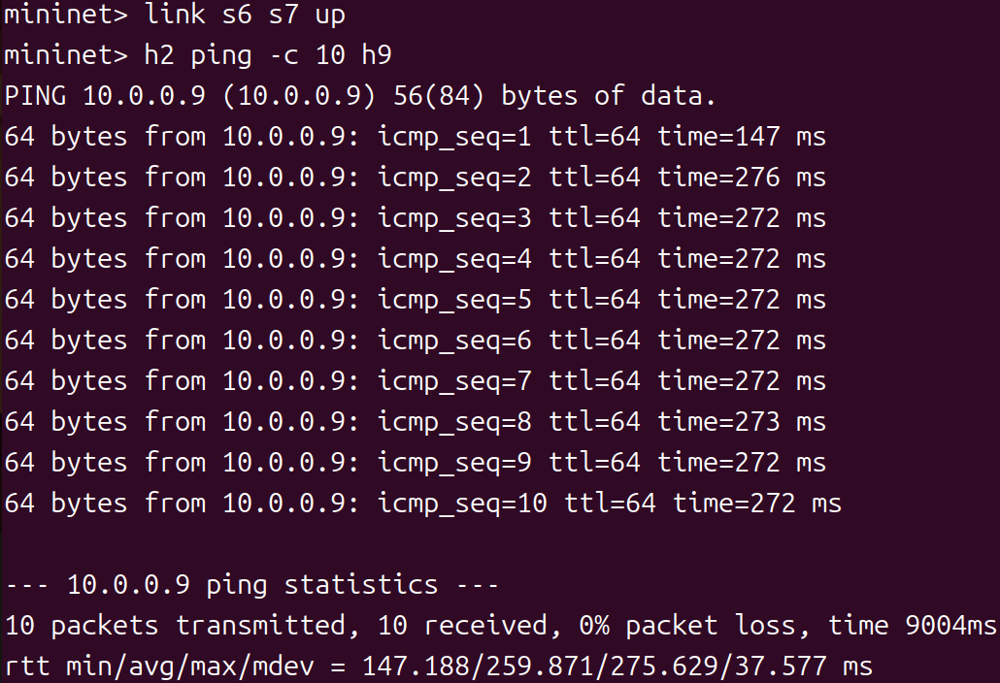 mininet> link s6 s7 up
mininet> h2 ping -c 10 h9
PING 10.0.0.9 (10.0.0.9) 56(84) bytes of data.
64 bytes from 10.0.0.9: icmp_seq=1 ttl=64 time=147 ms
64 bytes from 10.0.0.9: icmp_seq=2 ttl=64 time=276 ms
64 bytes from 10.0.0.9: icmp_seq=3 ttl=64 time=272 ms
64 bytes from 10.0.0.9: icmp_seq=4 ttl=64 time=272 ms
64 bytes from 10.0.0.9: icmp_seq=5 ttl=64 time=272 ms
64 bytes from 10.0.0.9: icmp_seq=6 ttl=64 time=272 ms
64 bytes from 10.0.0.9: icmp_seq=7 ttl=64 time=272 ms
64 bytes from 10.0.0.9: icmp_seq=8 ttl=64 time=273 ms
64 bytes from 10.0.0.9: icmp_seq=9 ttl=64 time=272 ms
64 bytes from 10.0.0.9: icmp_seq=10 ttl=64 time=272 ms

--- 10.0.0.9 ping statistics ---
10 packets transmitted, 10 received, 0% packet loss, time 9004ms
rtt min/avg/max/mdev = 147.188/259.871/275.629/37.577 ms